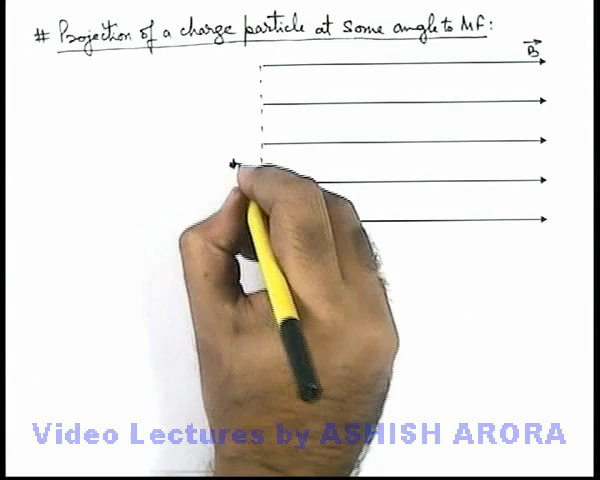 # Projection of a charge particle at some angle to MF:
B
Video Lectures by ASHISH ARORA